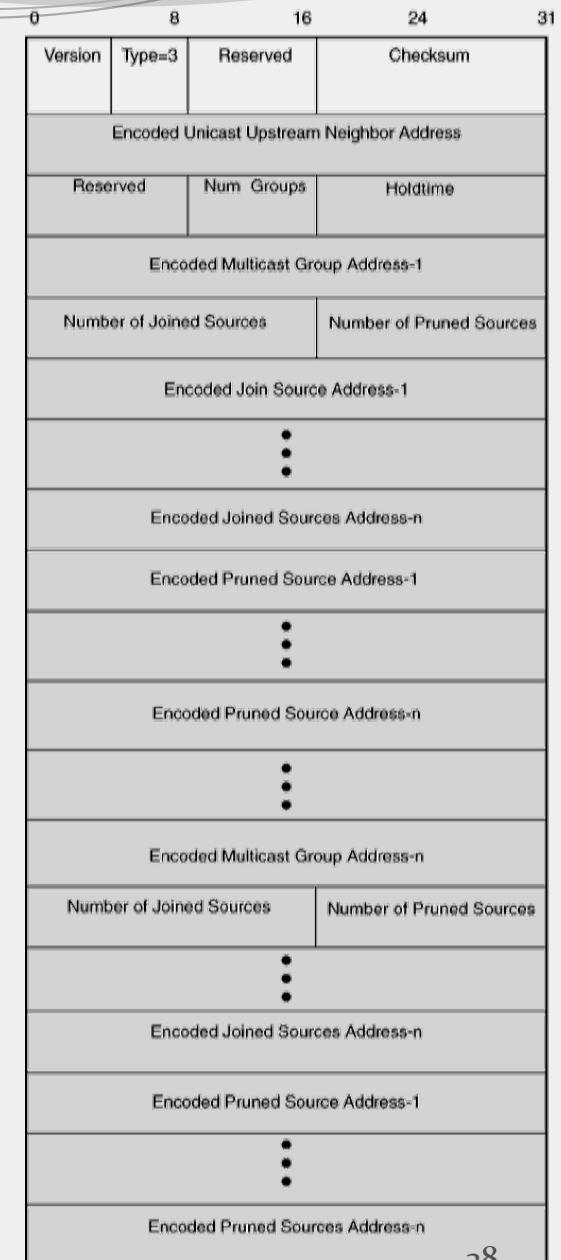 0 8 16 24 31
Version Type=3 Reserved Checksum
Encoded Unicast Upstream Neighbor Address
Reserved Num Groups Holdtime
Encoded Multicast Group Address-1
Number of Joined Sources Number of Pruned Sources
Encoded Join Source Address-1
Encoded Joined Sources Address-n
Encoded Pruned Source Address-1
Encoded Pruned Source Address-n
Encoded Multicast Group Address-n
Number of Joined Sources Number of Pruned Sources
Encoded Joined Sources Address-n
Encoded Pruned Source Address-1
Encoded Pruned Sources Address-n